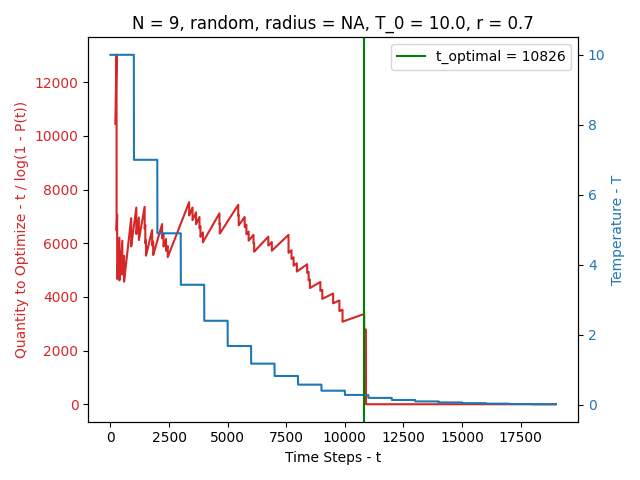 N = 9, random, radius = NA, T_0 = 10.0, r = 0.7
t_optimal = 10826
Quantity to Optimize - t / log(1 - P(t))
12000
10000
8000
6000
4000
2000
0
10
8
6
4
2
0
Temperature - T
0 2500 5000 7500 10000 12500 15000 17500
Time Steps - t